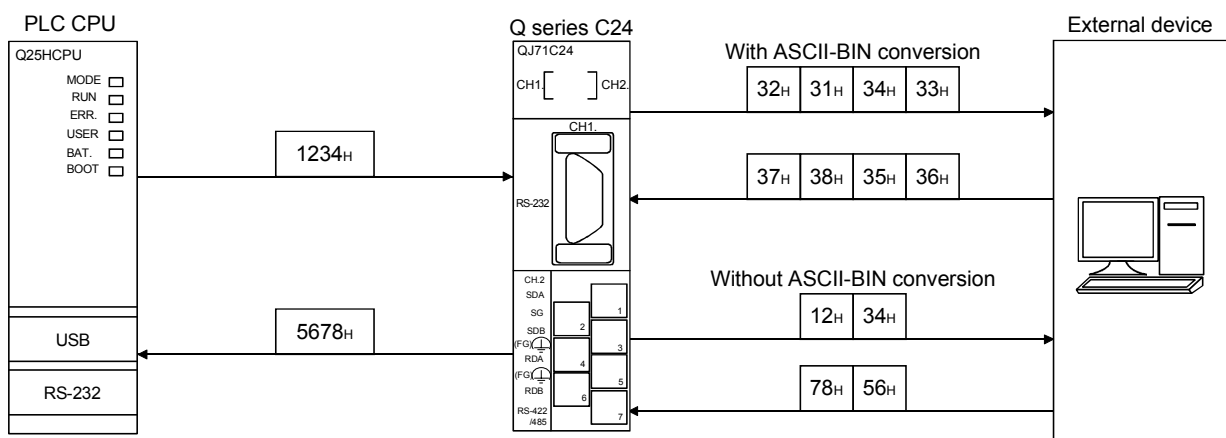 PLC CPU
Q series C24
External device
Q25HCPU
MODE
RUN
ERR.
USER
BAT.
BOOT
USB
RS-232
1234H
5678H
QJ71C24
CH1.
CH2.
CH1.
RS-232
CH.2
SDA
SG
SDB
(FG)
RDA
(FG)
RDB
RS-422
/485
1
2
3
4
5
6
7
With ASCII-BIN conversion
32H 31H 34H 33H
37H 38H 35H 36H
Without ASCII-BIN conversion
12H 34H
78H 56H